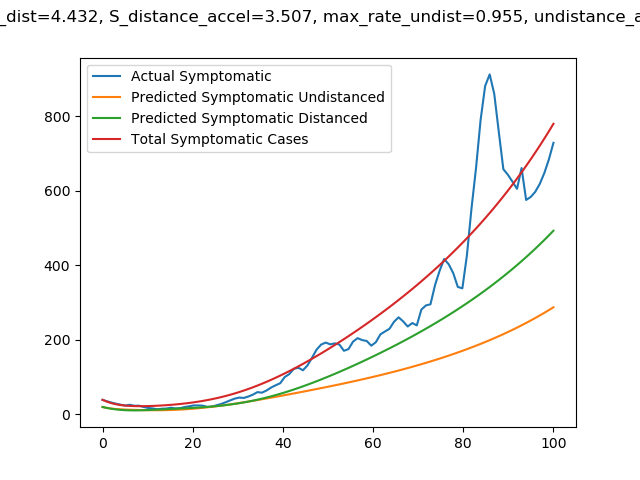 _dist=4.432, S_distance_accel=3.507, max_rate_undist=0.955, undistance_a
Actual Symptomatic
Predicted Symptomatic Undistanced
Predicted Symptomatic Distanced
Total Symptomatic Cases
800
600
400
200
0
0 20 40 60 80 100